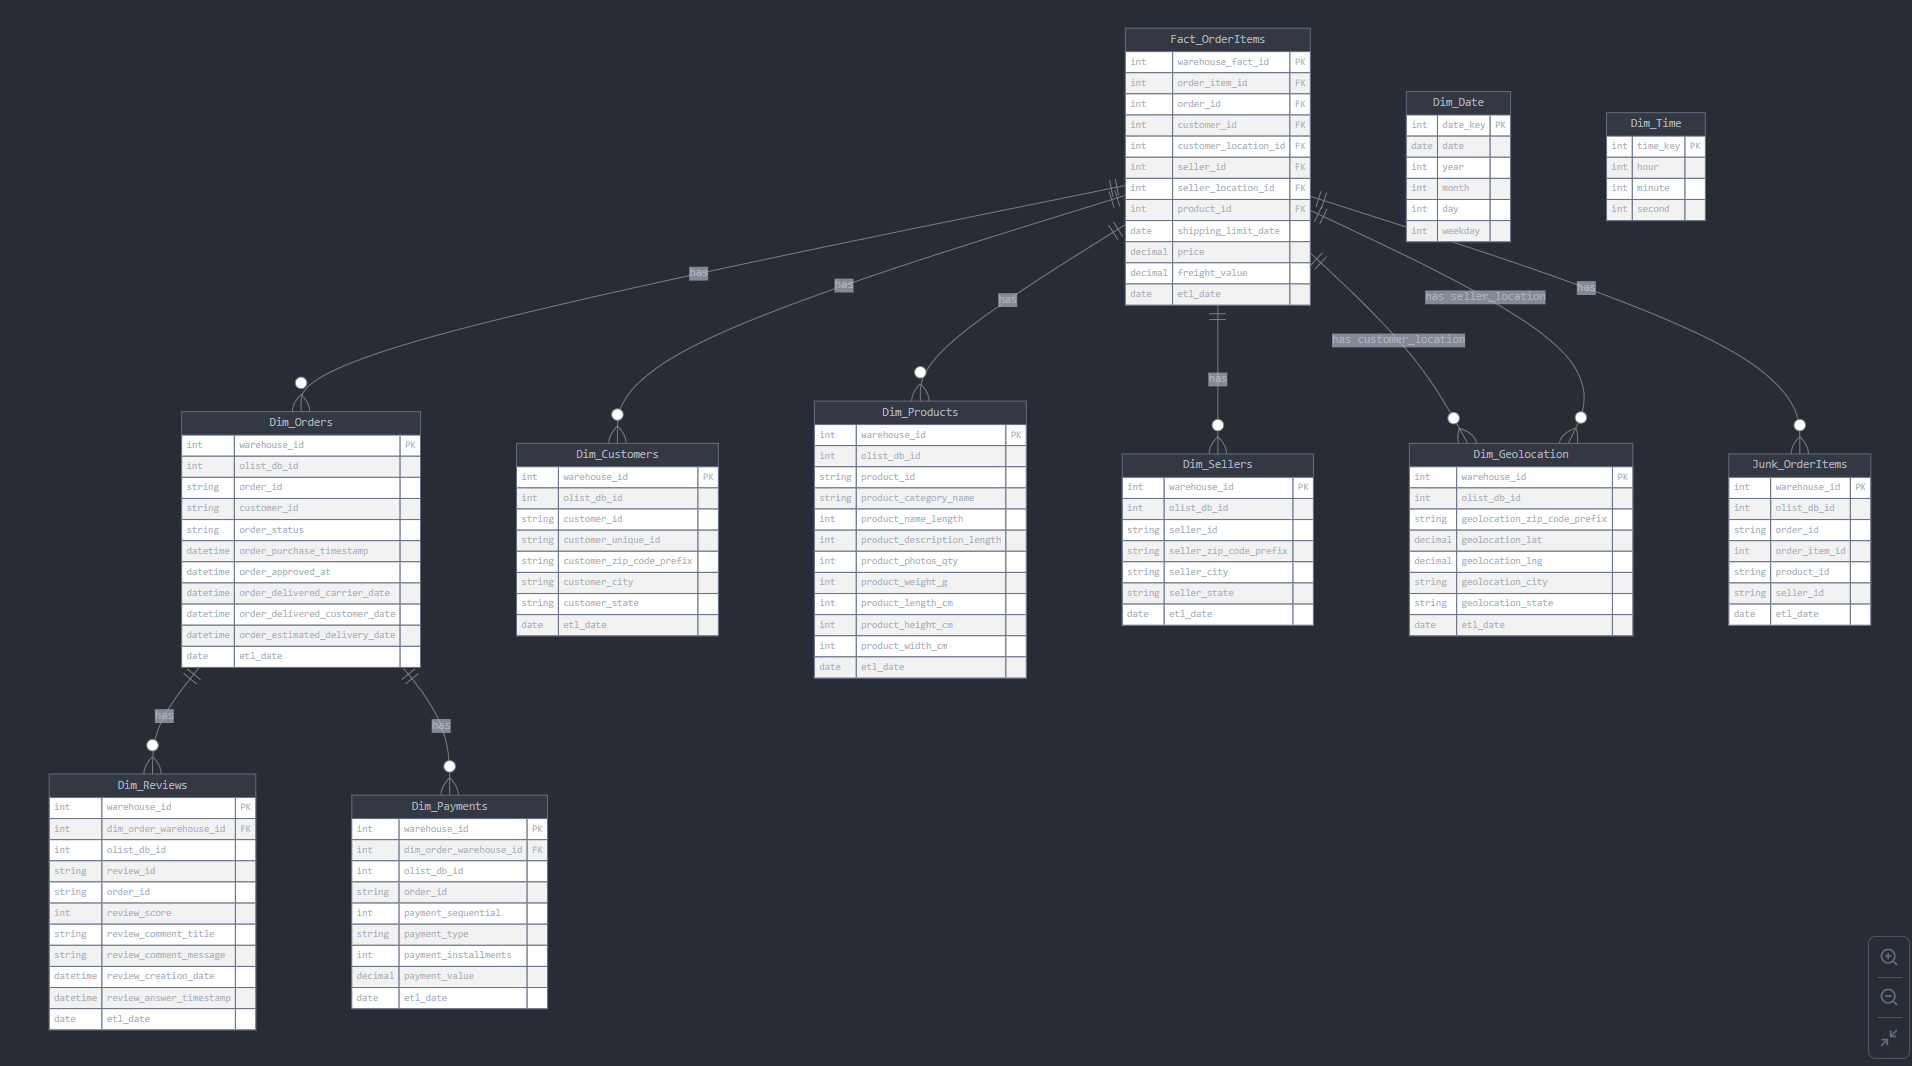 Fact_OrderItems
int warehouse_fact_id PK
int order_item_id FK
int order_id FK
int customer_id FK
int customer_location_id FK
int seller_id FK
int seller_location_id FK
int product_id FK
date shipping_limit_date
decimal price
decimal freight_value
date etl_date
Dim_Date
int date_key PK
date date
int year
int month
int day
int weekday
Dim_Time
int time_key PK
int hour
int minute
int second
has
has
has
has
has customer_location
has seller_location
has
Dim_Orders
int warehouse_id PK
int olist_db_id
string order_id
string customer_id
string order_status
datetime order_purchase_timestamp
datetime order_approved_at
datetime order_delivered_carrier_date
datetime order_delivered_customer_date
datetime order_estimated_delivery_date
date etl_date
Dim_Customers
int warehouse_id PK
int olist_db_id
string customer_id
string customer_unique_id
string customer_zip_code_prefix
string customer_city
string customer_state
date etl_date
Dim_Products
int warehouse_id PK
int olist_db_id
string product_id
string product_category_name
int product_name_length
int product_description_length
int product_photos_qty
int product_weight_g
int product_length_cm
int product_height_cm
int product_width_cm
date etl_date
Dim_Sellers
int warehouse_id PK
int olist_db_id
string seller_id
string seller_zip_code_prefix
string seller_city
string seller_state
date etl_date
Dim_Geolocation
int warehouse_id PK
int olist_db_id
string geolocation_zip_code_prefix
decimal geolocation_lat
decimal geolocation_lng
string geolocation_city
string geolocation_state
date etl_date
Junk_OrderItems
int warehouse_id PK
int olist_db_id
string order_id
int order_item_id
string product_id
string seller_id
date etl_date
has
has
Dim_Reviews
int warehouse_id PK
int dim_order_warehouse_id FK
int olist_db_id
string review_id
string order_id
int review_score
string review_comment_title
string review_comment_message
datetime review_creation_date
datetime review_answer_timestamp
date etl_date
Dim_Payments
int warehouse_id PK
int dim_order_warehouse_id FK
int olist_db_id
string order_id
int payment_sequential
string payment_type
int payment_installments
decimal payment_value
date etl_date